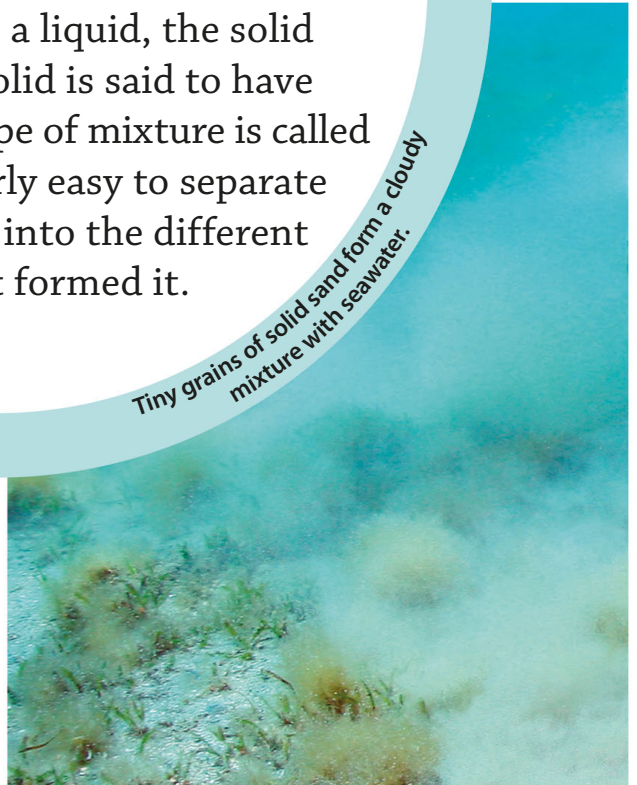 a liquid, the solid
olid is said to have
pe of mixture is called
rly easy to separate
into the different
t formed it.
Tiny grains of solid sand form a cloudy
mixture with seawater.